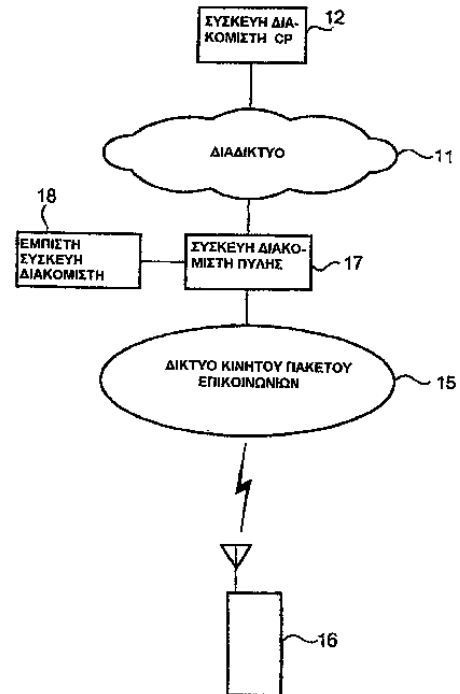 ΣΥΣΚΕΥΗ ΔΙΑ-
ΚΟΜΙΣΤΗ CP
12
ΔΙΑΔΙΚΤΥΟ
11
18
ΕΜΠΙΣΤΗ
ΣΥΣΚΕΥΗ
ΔΙΑΚΟΜΙΣΤΗ
ΣΥΣΚΕΥΗ ΔΙΑΚΟ-
ΜΙΣΤΗ ΠΥΛΗΣ
17
ΔΙΚΤΥΟ ΚΙΝΗΤΟΥ ΠΑΚΕΤΟΥ
ΕΠΙΚΟΙΝΩΝΙΩΝ
15
16